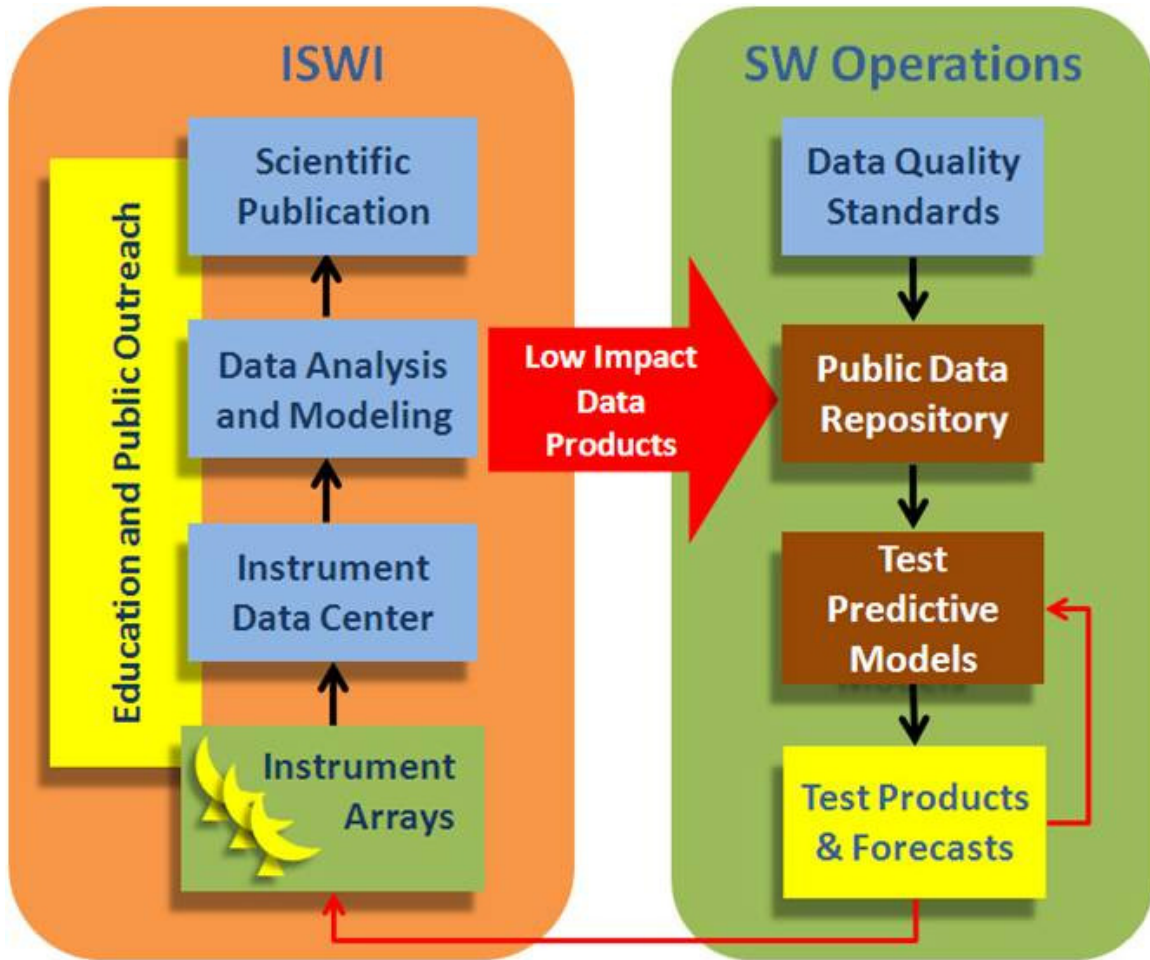 ISWI
Scientific
Publication
Data Analysis
and Modeling
Instrument
Data Center
Instrument
Arrays
Education and Public Outreach
Low Impact
Data
Products
SW Operations
Data Quality
Standards
Public Data
Repository
Test
Predictive
Models
Test Products
& Forecasts